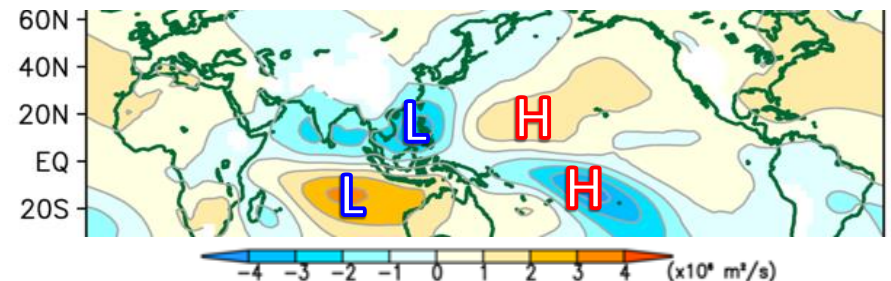 60N
40N
20N L H
EQ
20S L H
-4 -3 -2 -1 0 1 2 3 4 (x10⁶ m²/s)